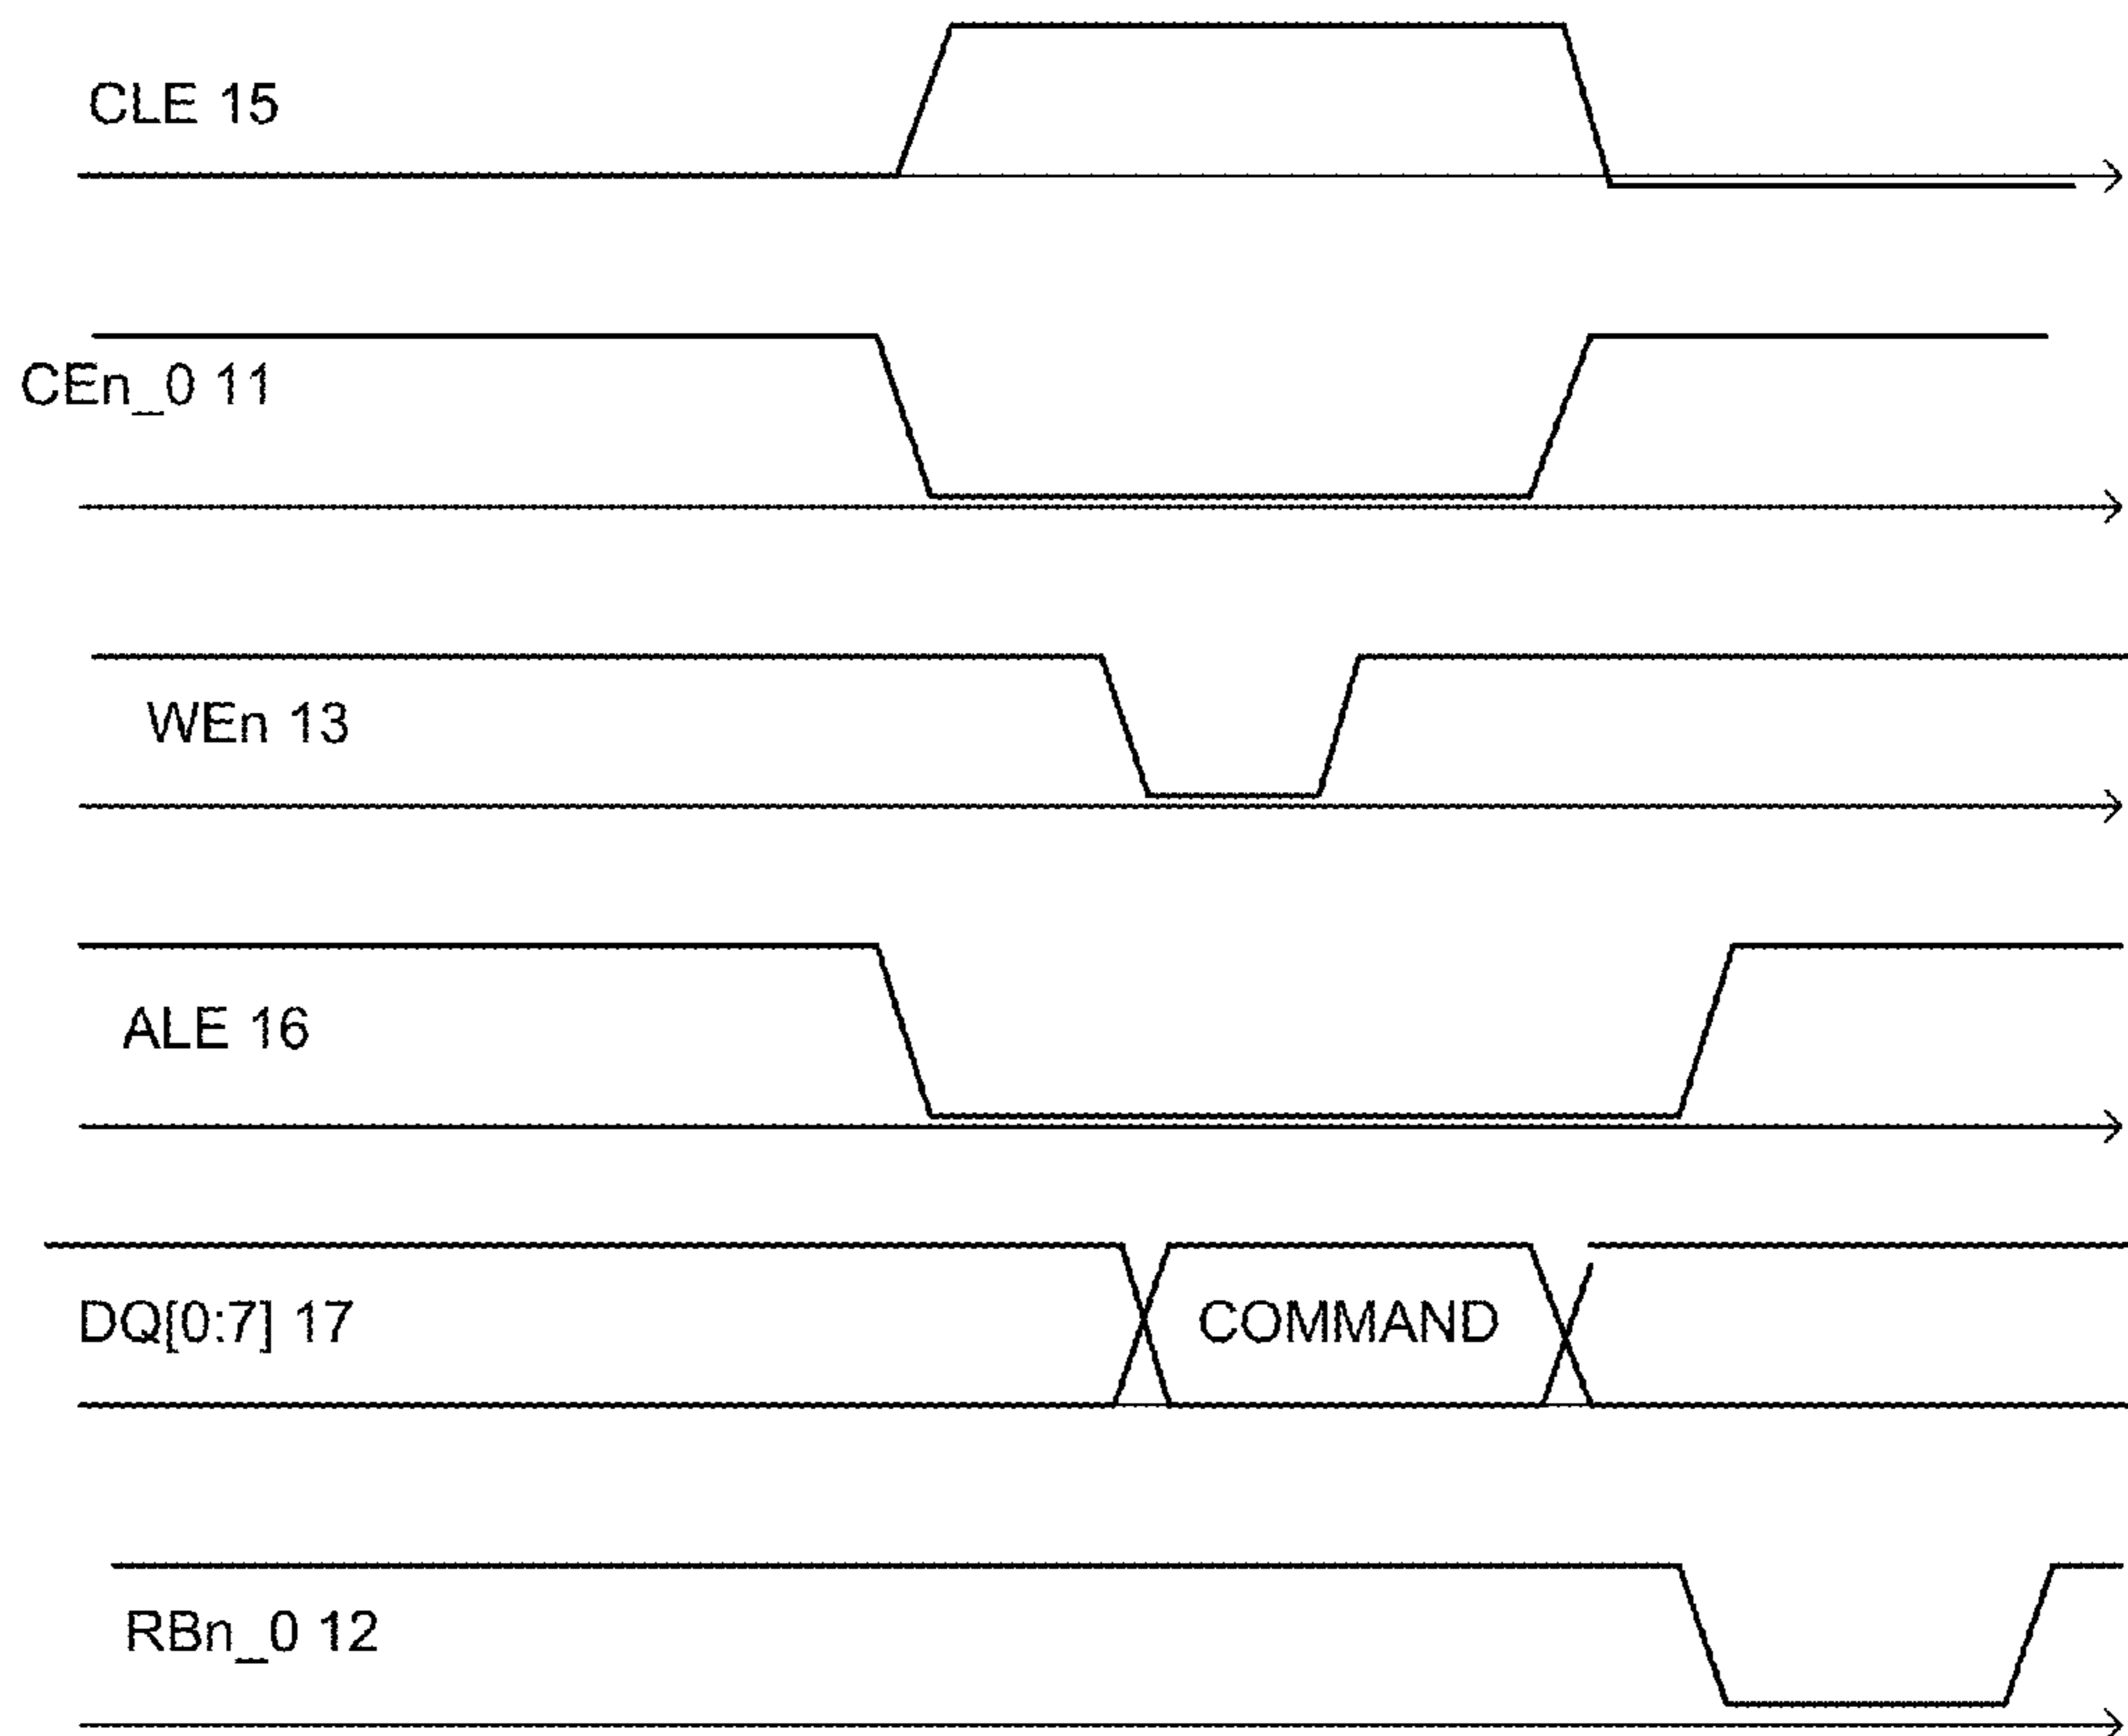 CLE 15
CEn_0 11
WEn 13
ALE 16
DQ[0:7] 17
COMMAND
RBn_0 12